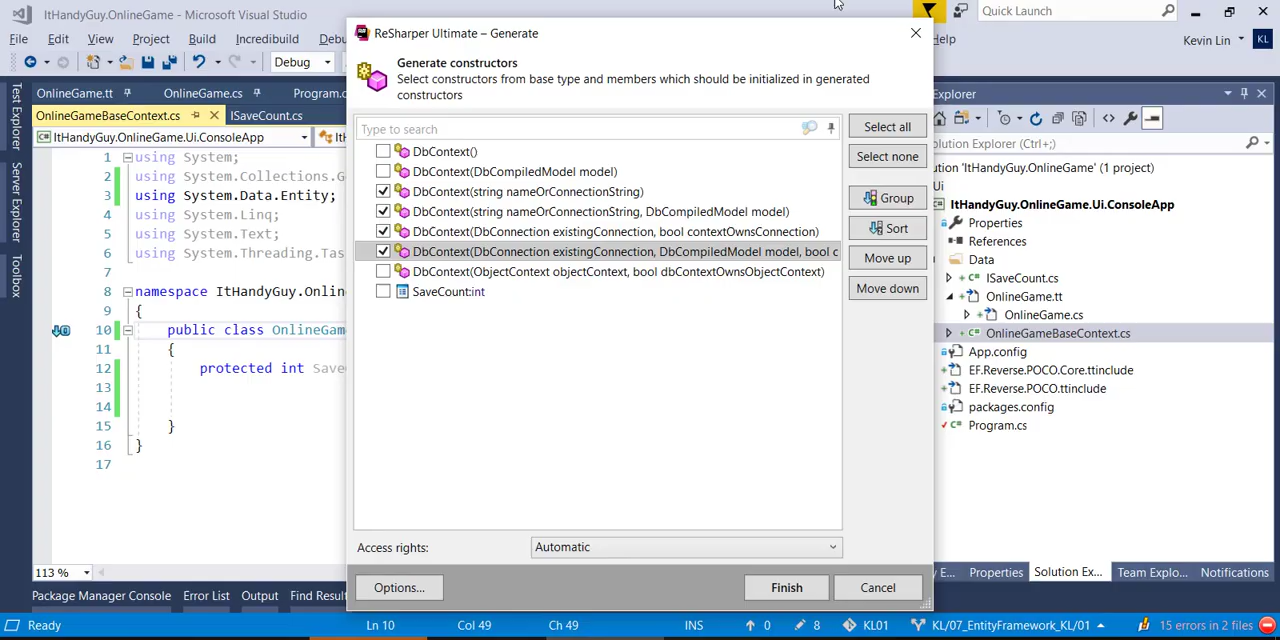 ItHandyGuy.OnlineGame - Microsoft Visual Studio
Quick Launch
File Edit View Project Build Incredibuild
Kevin Lin KL
Debug
OnlineGame.tt OnlineGame.cs Program.c
OnlineGameBaseContext.cs ISaveCount.cs
ItHandyGuy.OnlineGame.Ui.ConsoleApp
Test Explorer
Server Explorer
Toolbox
1 using System;
2 using System.Collections.G
3 using System.Data.Entity;
4 using System.Linq;
5 using System.Text;
6 using System.Threading.Tas
7
8 namespace ItHandyGuy.Onlin
9 {
10 public class OnlineGam
11 {
12 protected int Save
13
14
15 }
16 }
17
113 %
Package Manager Console Error List Output Find Resul
ReSharper Ultimate – Generate
Generate constructors
Select constructors from base type and members which should be initialized in generated
constructors
Type to search
DbContext()
DbContext(DbCompiledModel model)
DbContext(string nameOrConnectionString)
DbContext(string nameOrConnectionString, DbCompiledModel model)
DbContext(DbConnection existingConnection, bool contextOwnsConnection)
DbContext(DbConnection existingConnection, DbCompiledModel model, bool c
DbContext(ObjectContext objectContext, bool dbContextOwnsObjectContext)
SaveCount:int
Select all
Select none
Group
Sort
Move up
Move down
Access rights: Automatic
Options... Finish Cancel
Explorer
olution Explorer (Ctrl+;)
olution 'ItHandyGuy.OnlineGame' (1 project)
Ui
ItHandyGuy.OnlineGame.Ui.ConsoleApp
Properties
References
Data
ISaveCount.cs
OnlineGame.tt
OnlineGame.cs
OnlineGameBaseContext.cs
App.config
EF.Reverse.POCO.Core.ttinclude
EF.Reverse.POCO.ttinclude
packages.config
Program.cs
Properties Solution Ex... Team Explo... Notifications
Ready Ln 10 Col 49 Ch 49 INS 0 8 KL01 KL/07_EntityFramework_KL/01 15 errors in 2 files